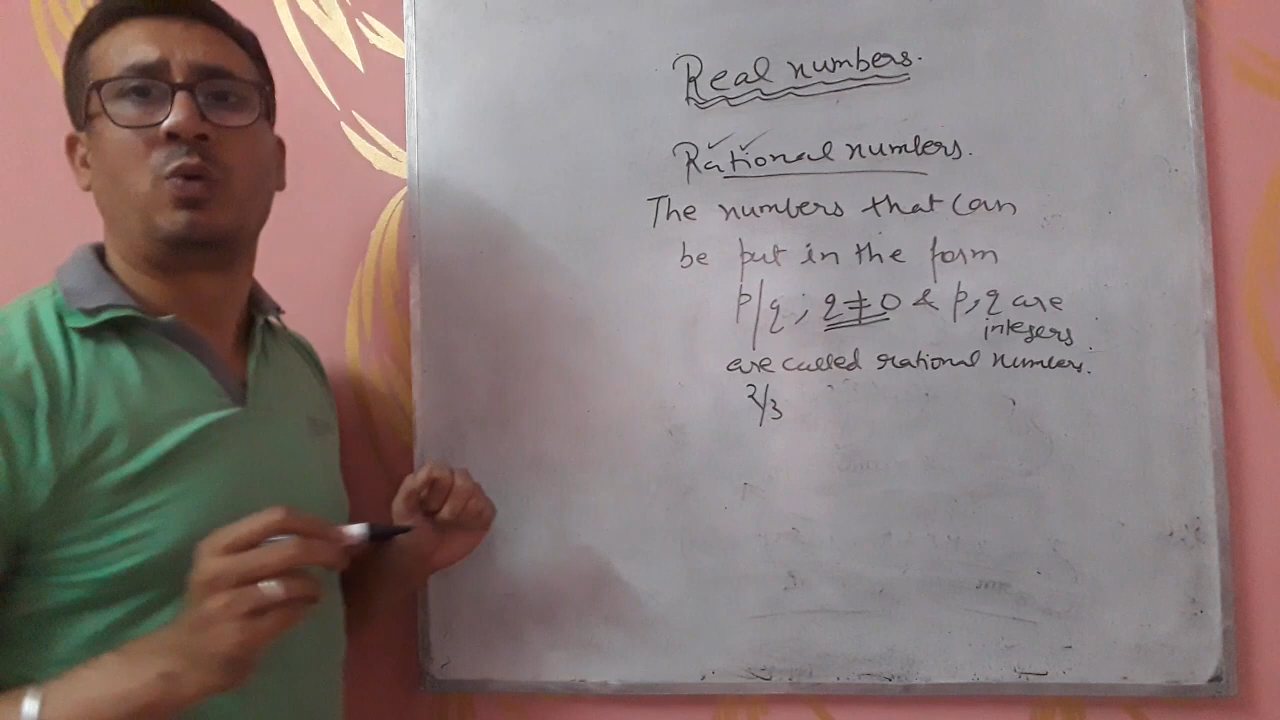 Real numbers.
Rational numbers.
The numbers that can
be put in the form
p/q ; q ≠ 0 & p, q are
integers.
are called rational numbers.
2/3